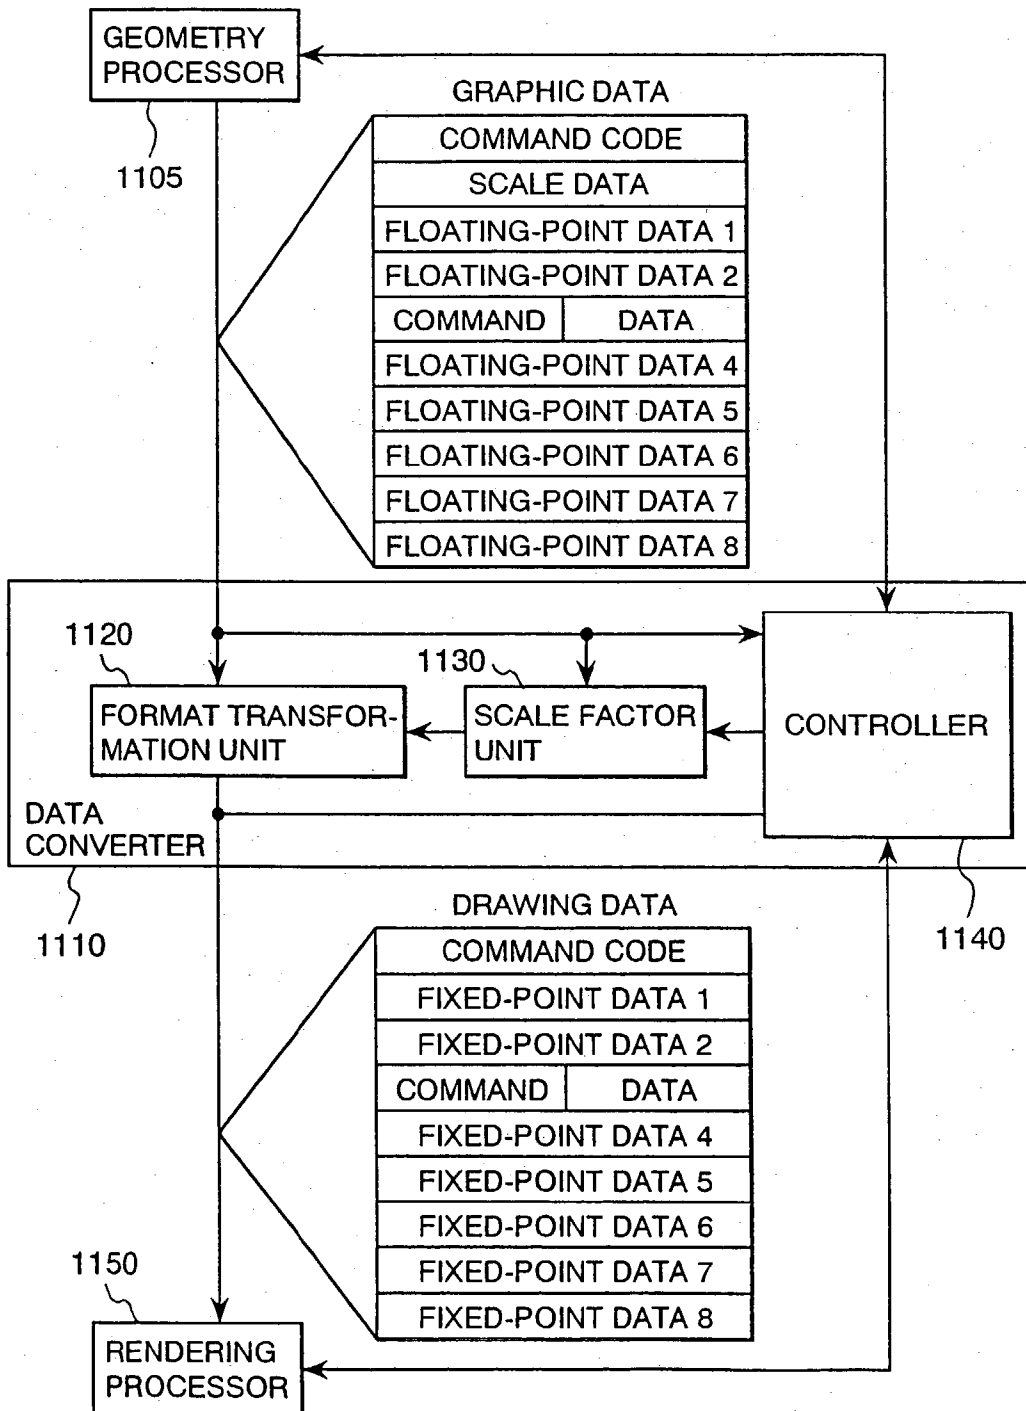 GEOMETRY
PROCESSOR
1105
GRAPHIC DATA
COMMAND CODE
SCALE DATA
FLOATING-POINT DATA 1
FLOATING-POINT DATA 2
COMMAND DATA
FLOATING-POINT DATA 4
FLOATING-POINT DATA 5
FLOATING-POINT DATA 6
FLOATING-POINT DATA 7
FLOATING-POINT DATA 8
1120
1130
FORMAT TRANSFOR-
MATION UNIT
SCALE FACTOR
UNIT
CONTROLLER
DATA
CONVERTER
1110
1140
DRAWING DATA
COMMAND CODE
FIXED-POINT DATA 1
FIXED-POINT DATA 2
COMMAND DATA
FIXED-POINT DATA 4
FIXED-POINT DATA 5
FIXED-POINT DATA 6
FIXED-POINT DATA 7
FIXED-POINT DATA 8
1150
RENDERING
PROCESSOR